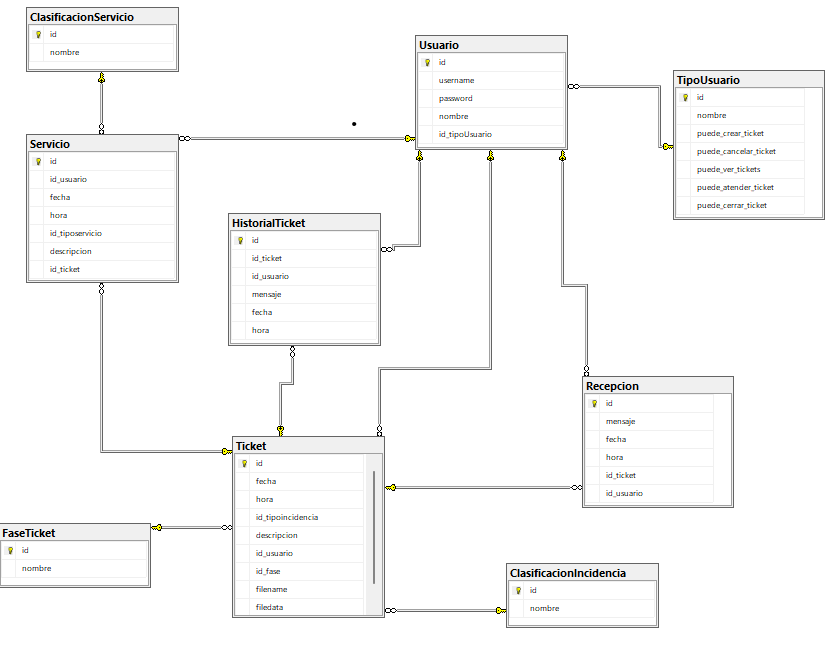 ClasificacionServicio
id
nombre
Usuario
id
username
password
nombre
id_tipoUsuario
TipoUsuario
id
nombre
puede_crear_ticket
puede_cancelar_ticket
puede_ver_tickets
puede_atender_ticket
puede_cerrar_ticket
Servicio
id
id_usuario
fecha
hora
id_tiposervicio
descripcion
id_ticket
HistorialTicket
id
id_ticket
id_usuario
mensaje
fecha
hora
Recepcion
id
mensaje
fecha
hora
id_ticket
id_usuario
Ticket
id
fecha
hora
id_tipoincidencia
descripcion
id_usuario
id_fase
filename
filedata
FaseTicket
id
nombre
ClasificacionIncidencia
id
nombre